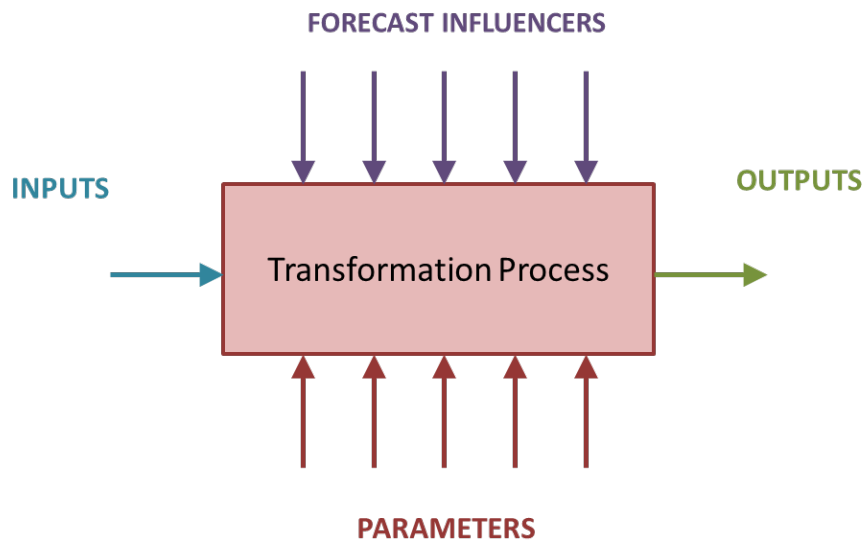 FORECAST INFLUENCERS
INPUTS
OUTPUTS
Transformation Process
PARAMETERS